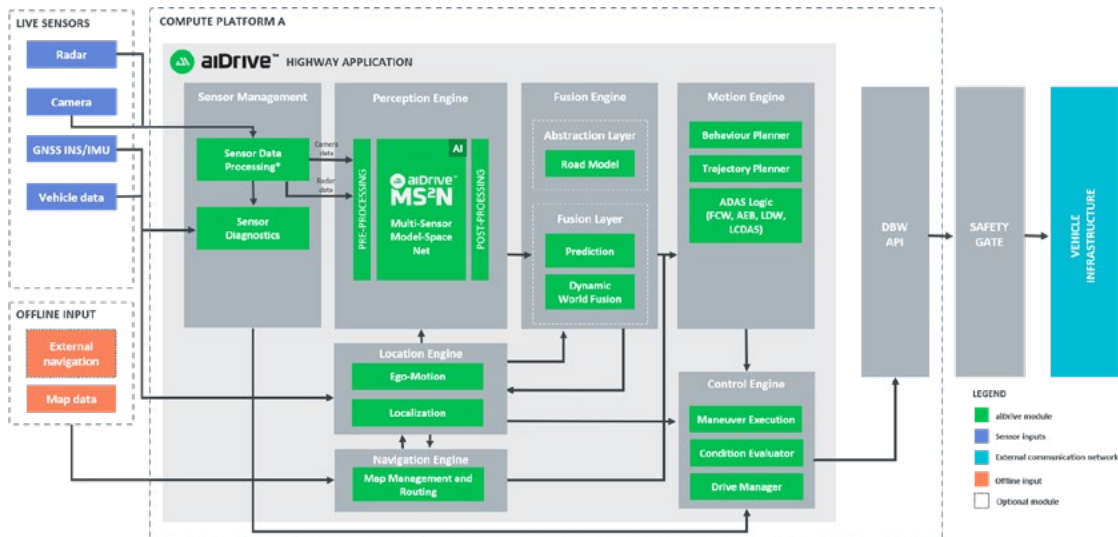 LIVE SENSORS
Radar
Camera
GNSS INS/IMU
Vehicle data
OFFLINE INPUT
External
navigation
Map data
COMPUTE PLATFORM A
aiDrive™ HIGHWAY APPLICATION
Sensor Management
Sensor Data
Processing*
Sensor
Diagnostics
Camera
data
Radar
data
Perception Engine
PRE-PROCESSING
AI
aiDrive™
MS²N
Multi-Sensor
Model-Space
Net
POST-PROESSING
Fusion Engine
Abstraction Layer
Road Model
Fusion Layer
Prediction
Dynamic
World Fusion
Motion Engine
Behaviour Planner
Trajectory Planner
ADAS Logic
(FCW, AEB, LDW,
LCDAS)
Location Engine
Ego-Motion
Localization
Navigation Engine
Map Management and
Routing
Control Engine
Maneuver Execution
Condition Evaluator
Drive Manager
DBW
API
SAFETY
GATE
VEHICLE
INFRASTRUCTURE
LEGEND
aiDrive module
Sensor inputs
External communication network
Offline input
Optional module